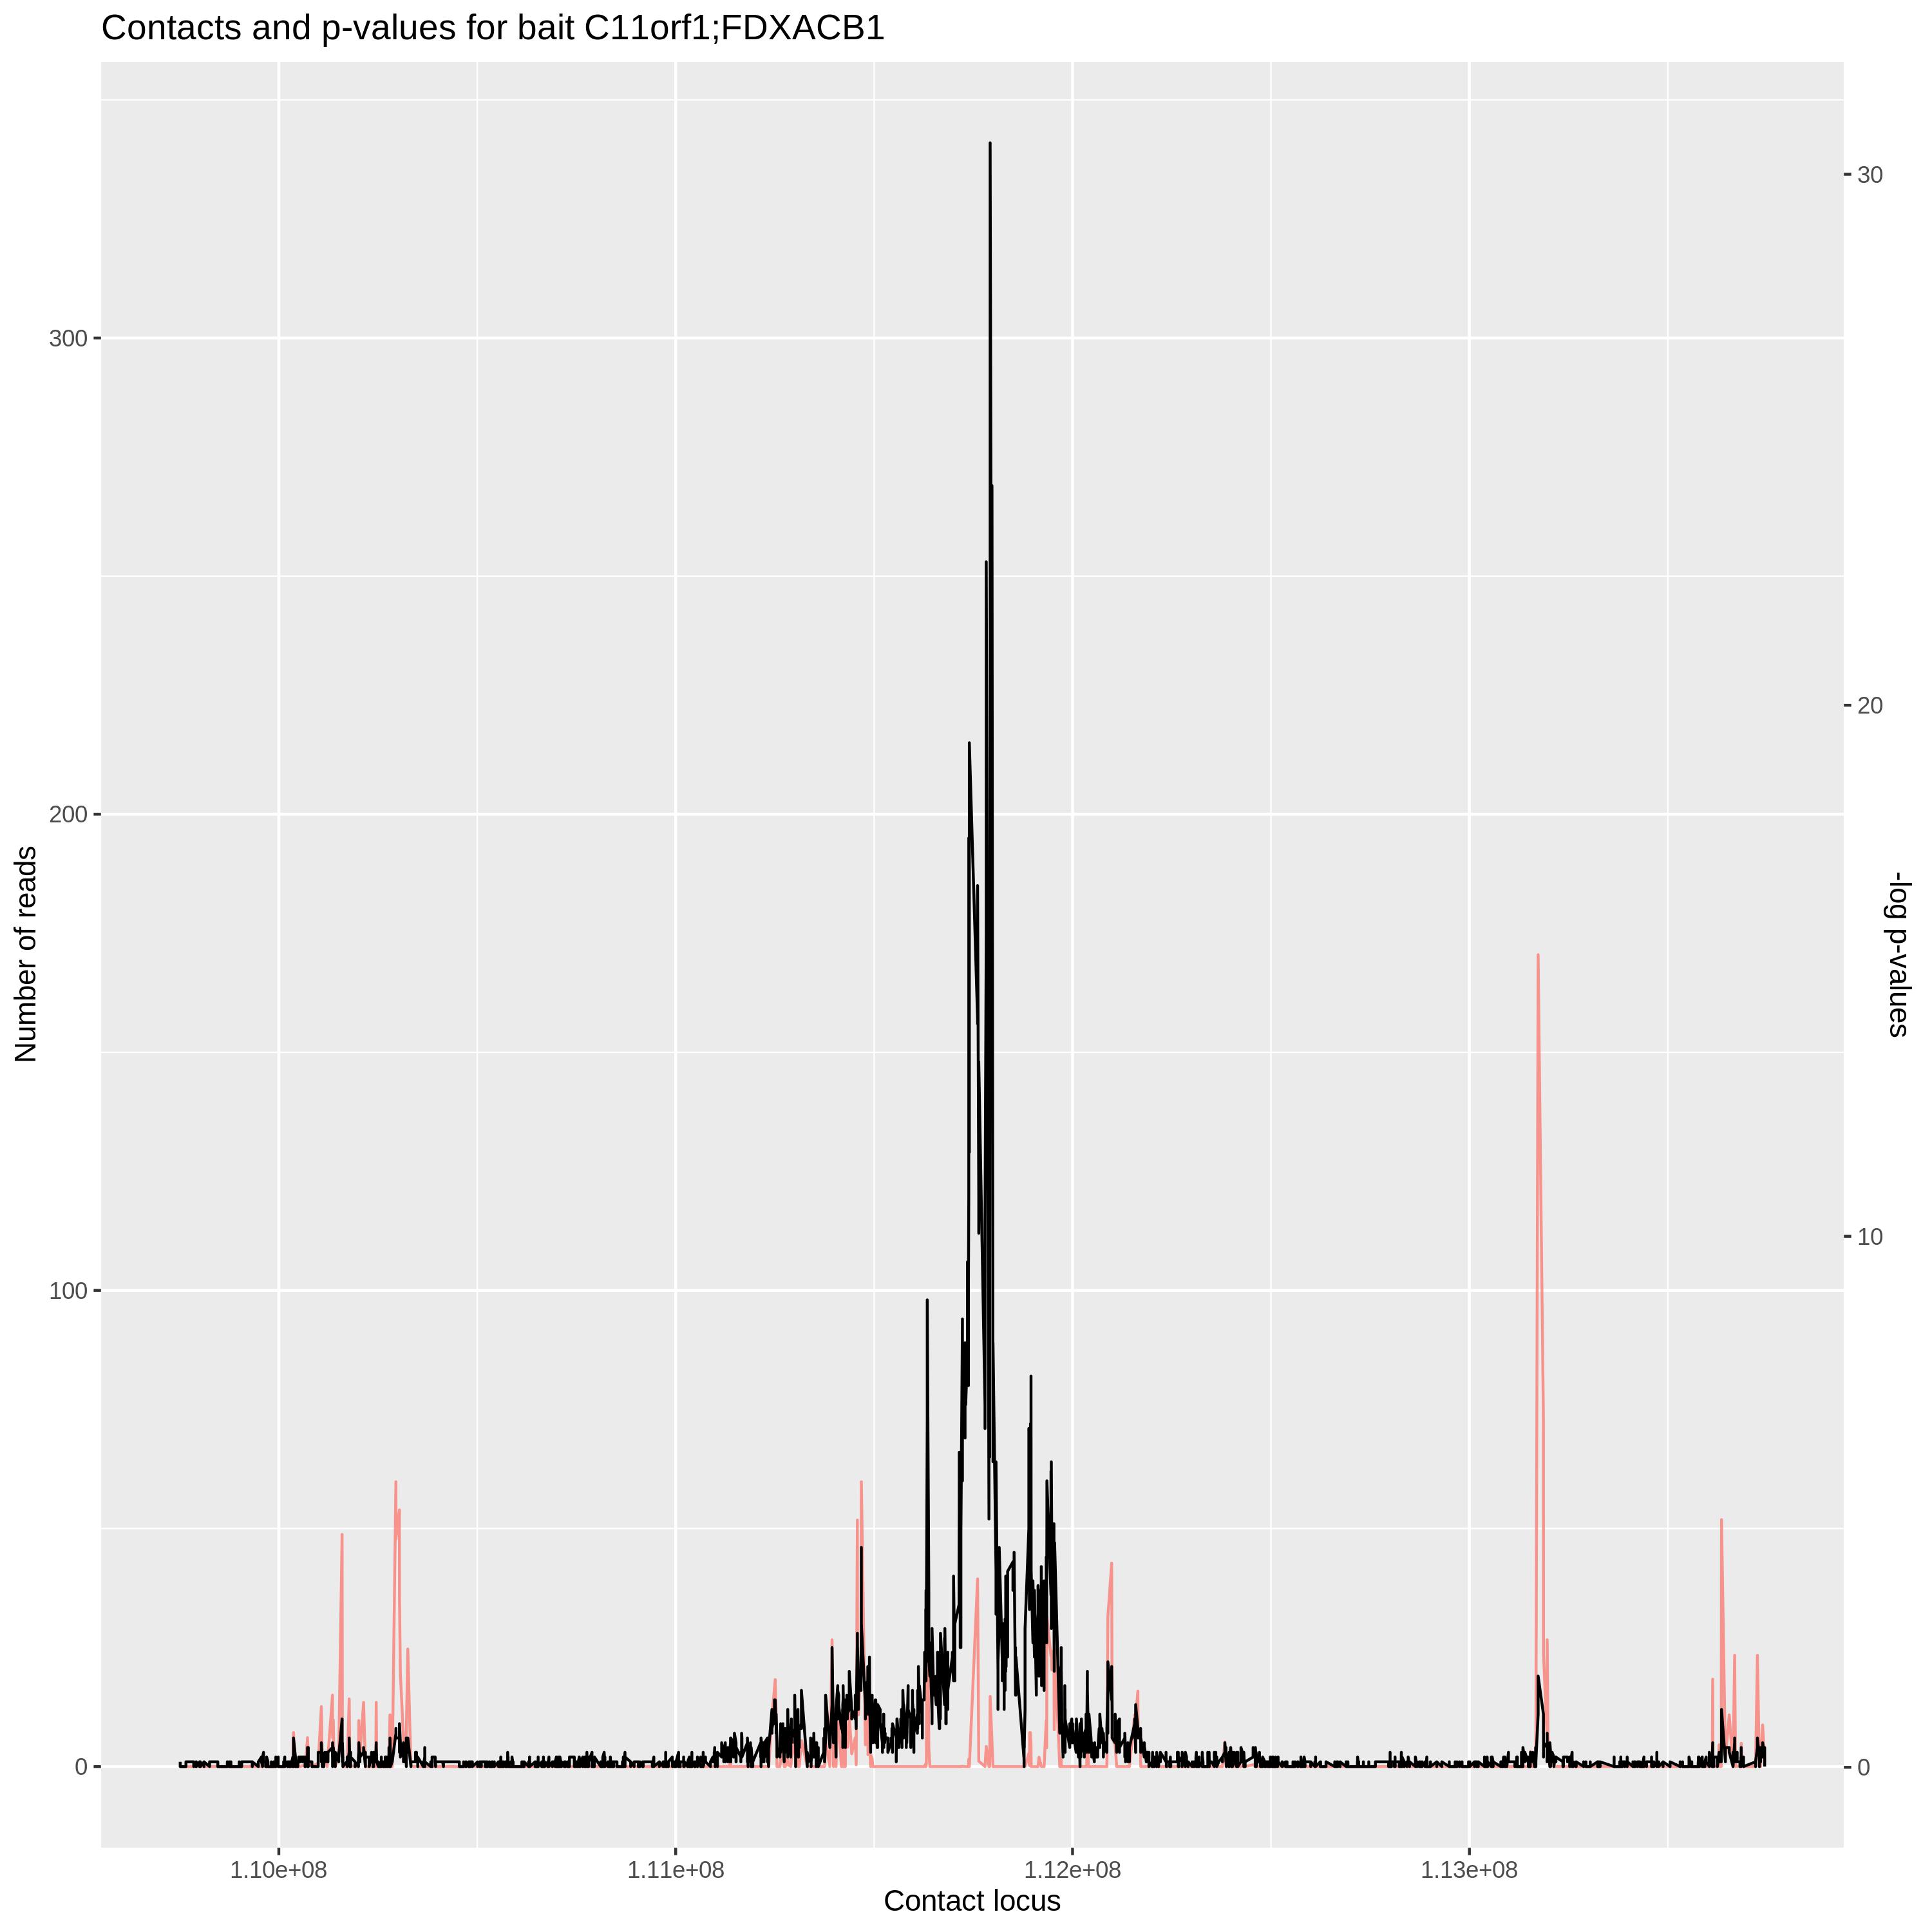 Contacts and p-values for bait C11orf1;FDXACB1
Number of reads
300
200
100
0
30
20
10
0
-log p-values
1.10e+08
1.11e+08
1.12e+08
1.13e+08
Contact locus